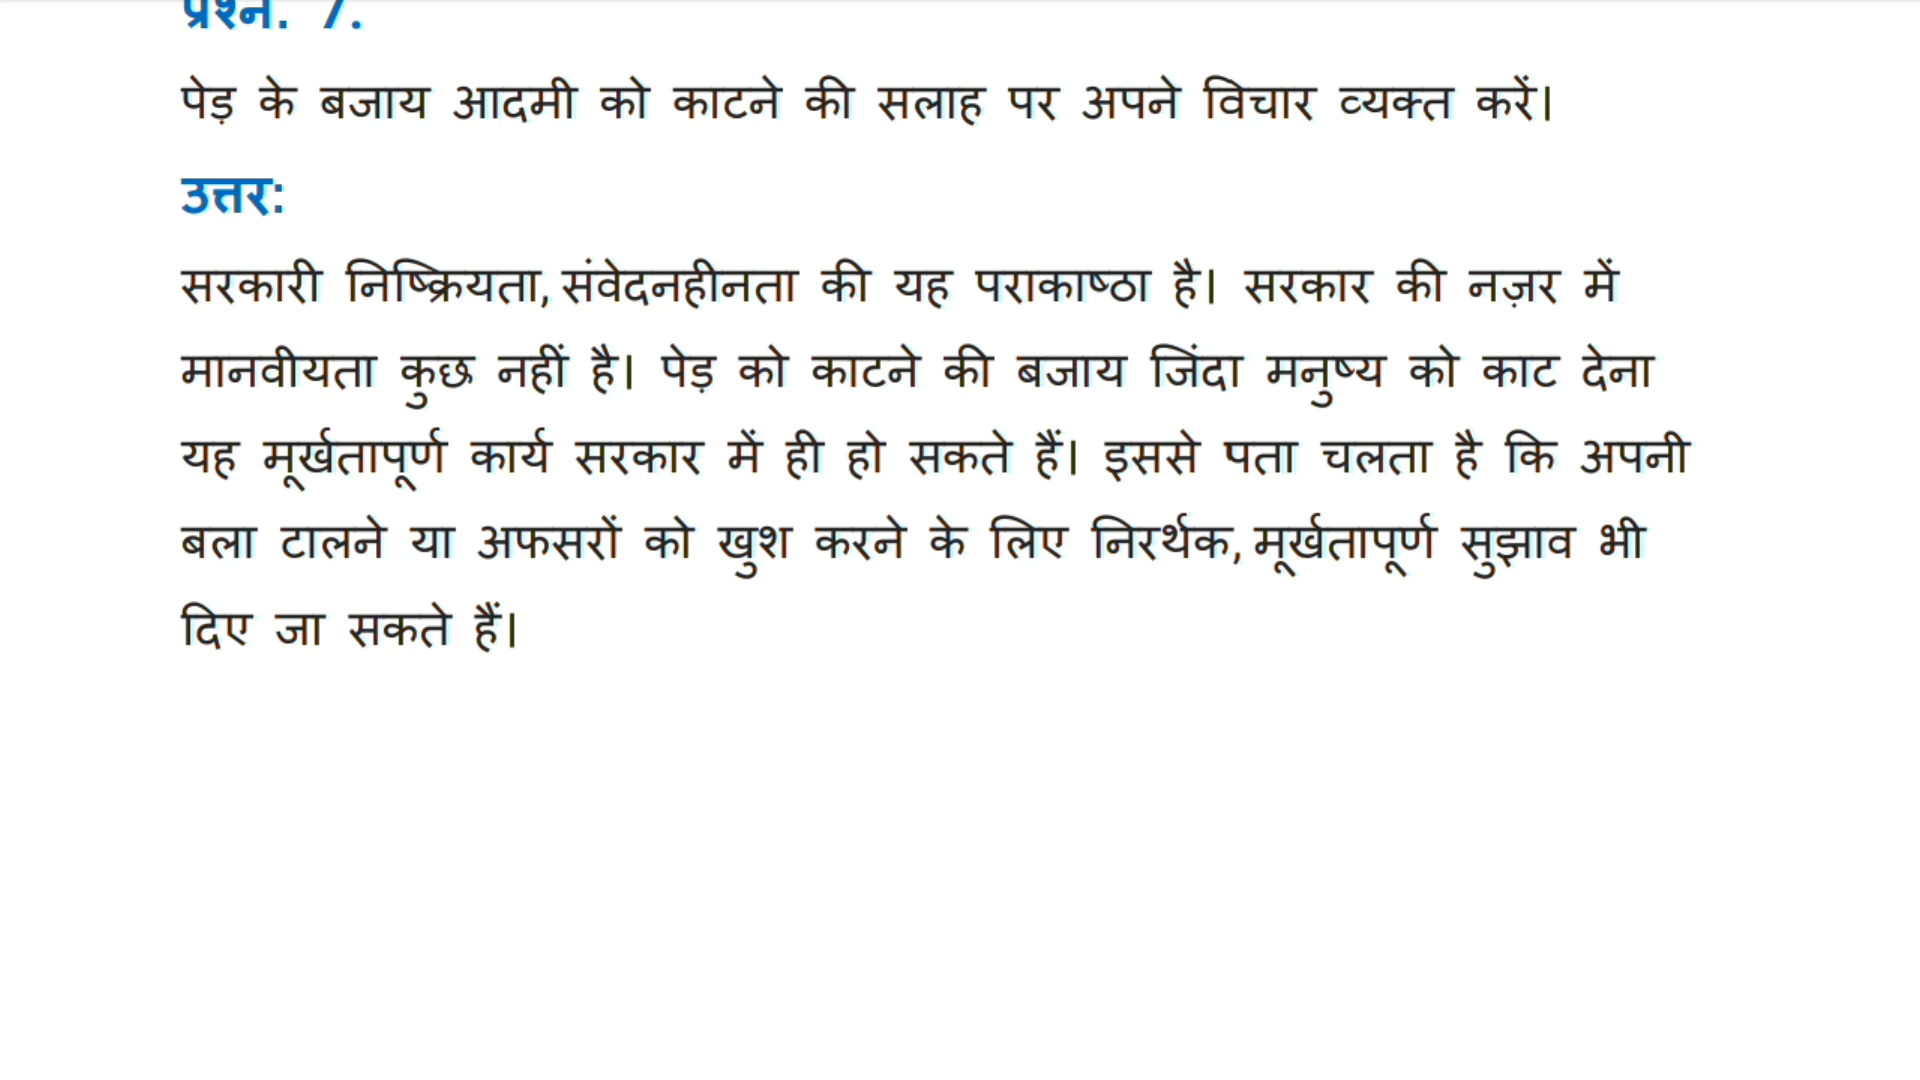 प्रश्न. 7.
पेड़ के बजाय आदमी को काटने की सलाह पर अपने विचार व्यक्त करें।
उत्तर:
सरकारी निष्क्रियता, संवेदनहीनता की यह पराकाष्ठा है। सरकार की नज़र में
मानवीयता कुछ नहीं है। पेड़ को काटने की बजाय जिंदा मनुष्य को काट देना
यह मूर्खतापूर्ण कार्य सरकार में ही हो सकते हैं। इससे पता चलता है कि अपनी
बला टालने या अफसरों को खुश करने के लिए निरर्थक, मूर्खतापूर्ण सुझाव भी
दिए जा सकते हैं।